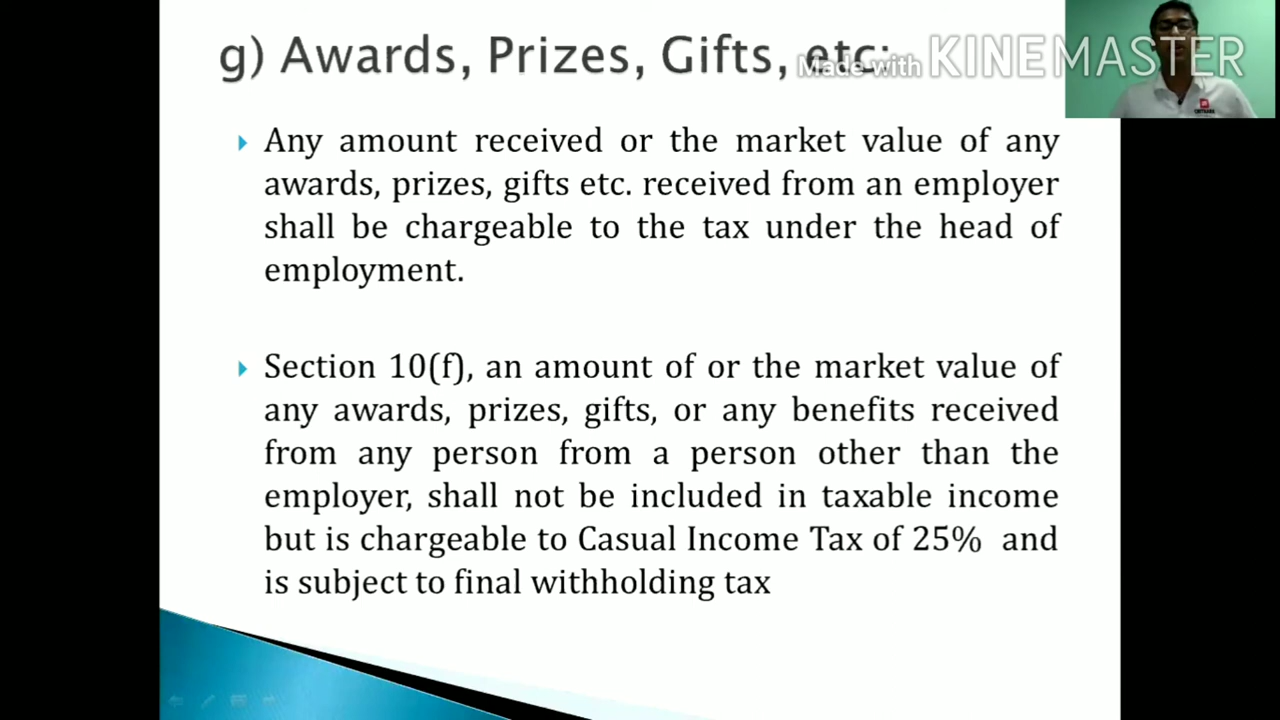 g) Awards, Prizes, Gifts, etc:
Made with KINEMASTER
Any amount received or the market value of any
awards, prizes, gifts etc. received from an employer
shall be chargeable to the tax under the head of
employment.
Section 10(f), an amount of or the market value of
any awards, prizes, gifts, or any benefits received
from any person from a person other than the
employer, shall not be included in taxable income
but is chargeable to Casual Income Tax of 25% and
is subject to final withholding tax